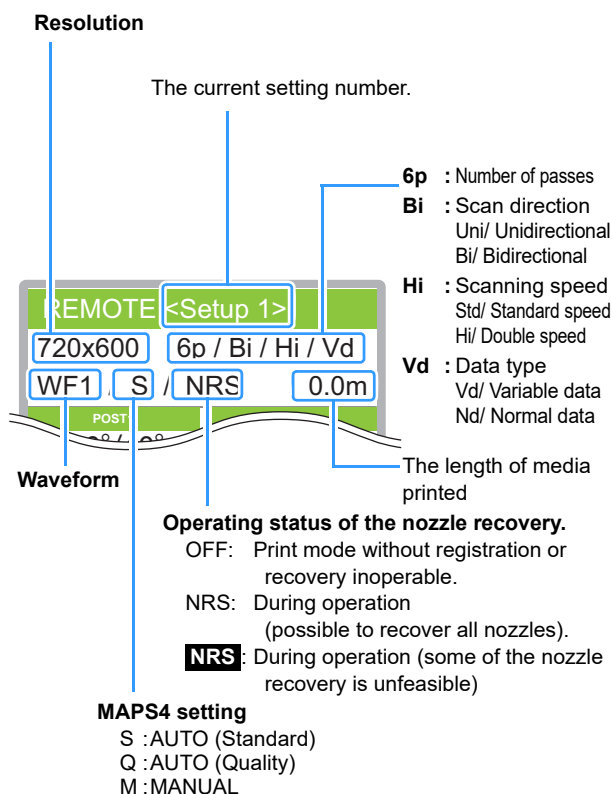 Resolution
The current setting number.
6p : Number of passes
Bi : Scan direction
Uni/ Unidirectional
Bi/ Bidirectional
Hi : Scanning speed
Std/ Standard speed
Hi/ Double speed
Vd : Data type
Vd/ Variable data
Nd/ Normal data
REMOTE <Setup 1>
720x600 6p / Bi / Hi / Vd
WF1 / S / NRS 0.0m
POST
The length of media
printed
Waveform
Operating status of the nozzle recovery.
OFF: Print mode without registration or
recovery inoperable.
NRS: During operation
(possible to recover all nozzles).
NRS : During operation (some of the nozzle
recovery is unfeasible)
MAPS4 setting
S :AUTO (Standard)
Q :AUTO (Quality)
M :MANUAL